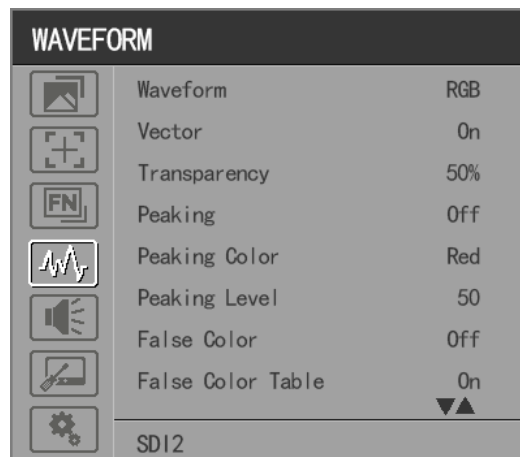 WAVEFORM
Waveform RGB
Vector On
Transparency 50%
FN
Peaking Off
Peaking Color Red
Peaking Level 50
False Color Off
False Color Table On
SDI2